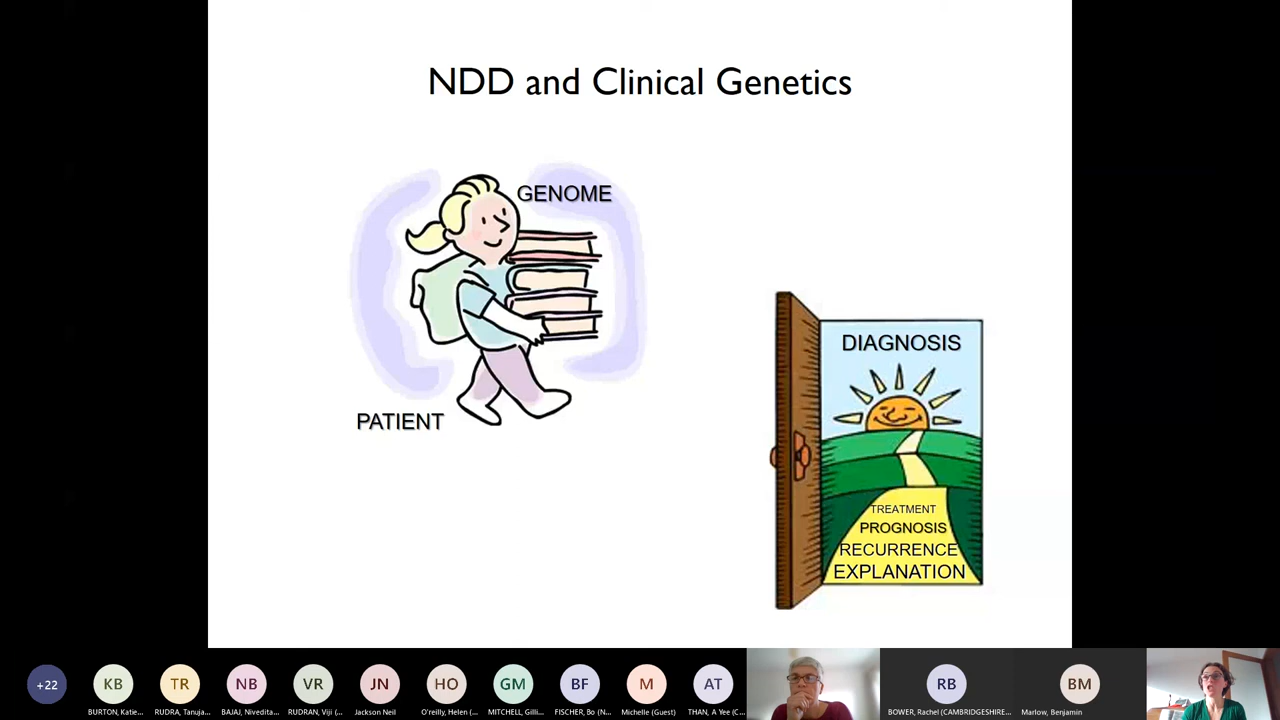 NDD and Clinical Genetics
GENOME
PATIENT
DIAGNOSIS
TREATMENT
PROGNOSIS
RECURRENCE
EXPLANATION
+22
KB
TR
NB
VR
JN
HO
GM
BF
M
AT
RB
BM
BURTON, Katie...
RUDRA, Tanuja...
BAJAJ, Nivedita...
RUDRAN, Viji (...
Jackson Neil
O'reilly, Helen (...
MITCHELL, Gilli...
FISCHER, Bo (N...
Michelle (Guest)
THAN, A Yee (C...
BOWER, Rachel (CAMBRIDGESHIRE...
Marlow, Benjamin